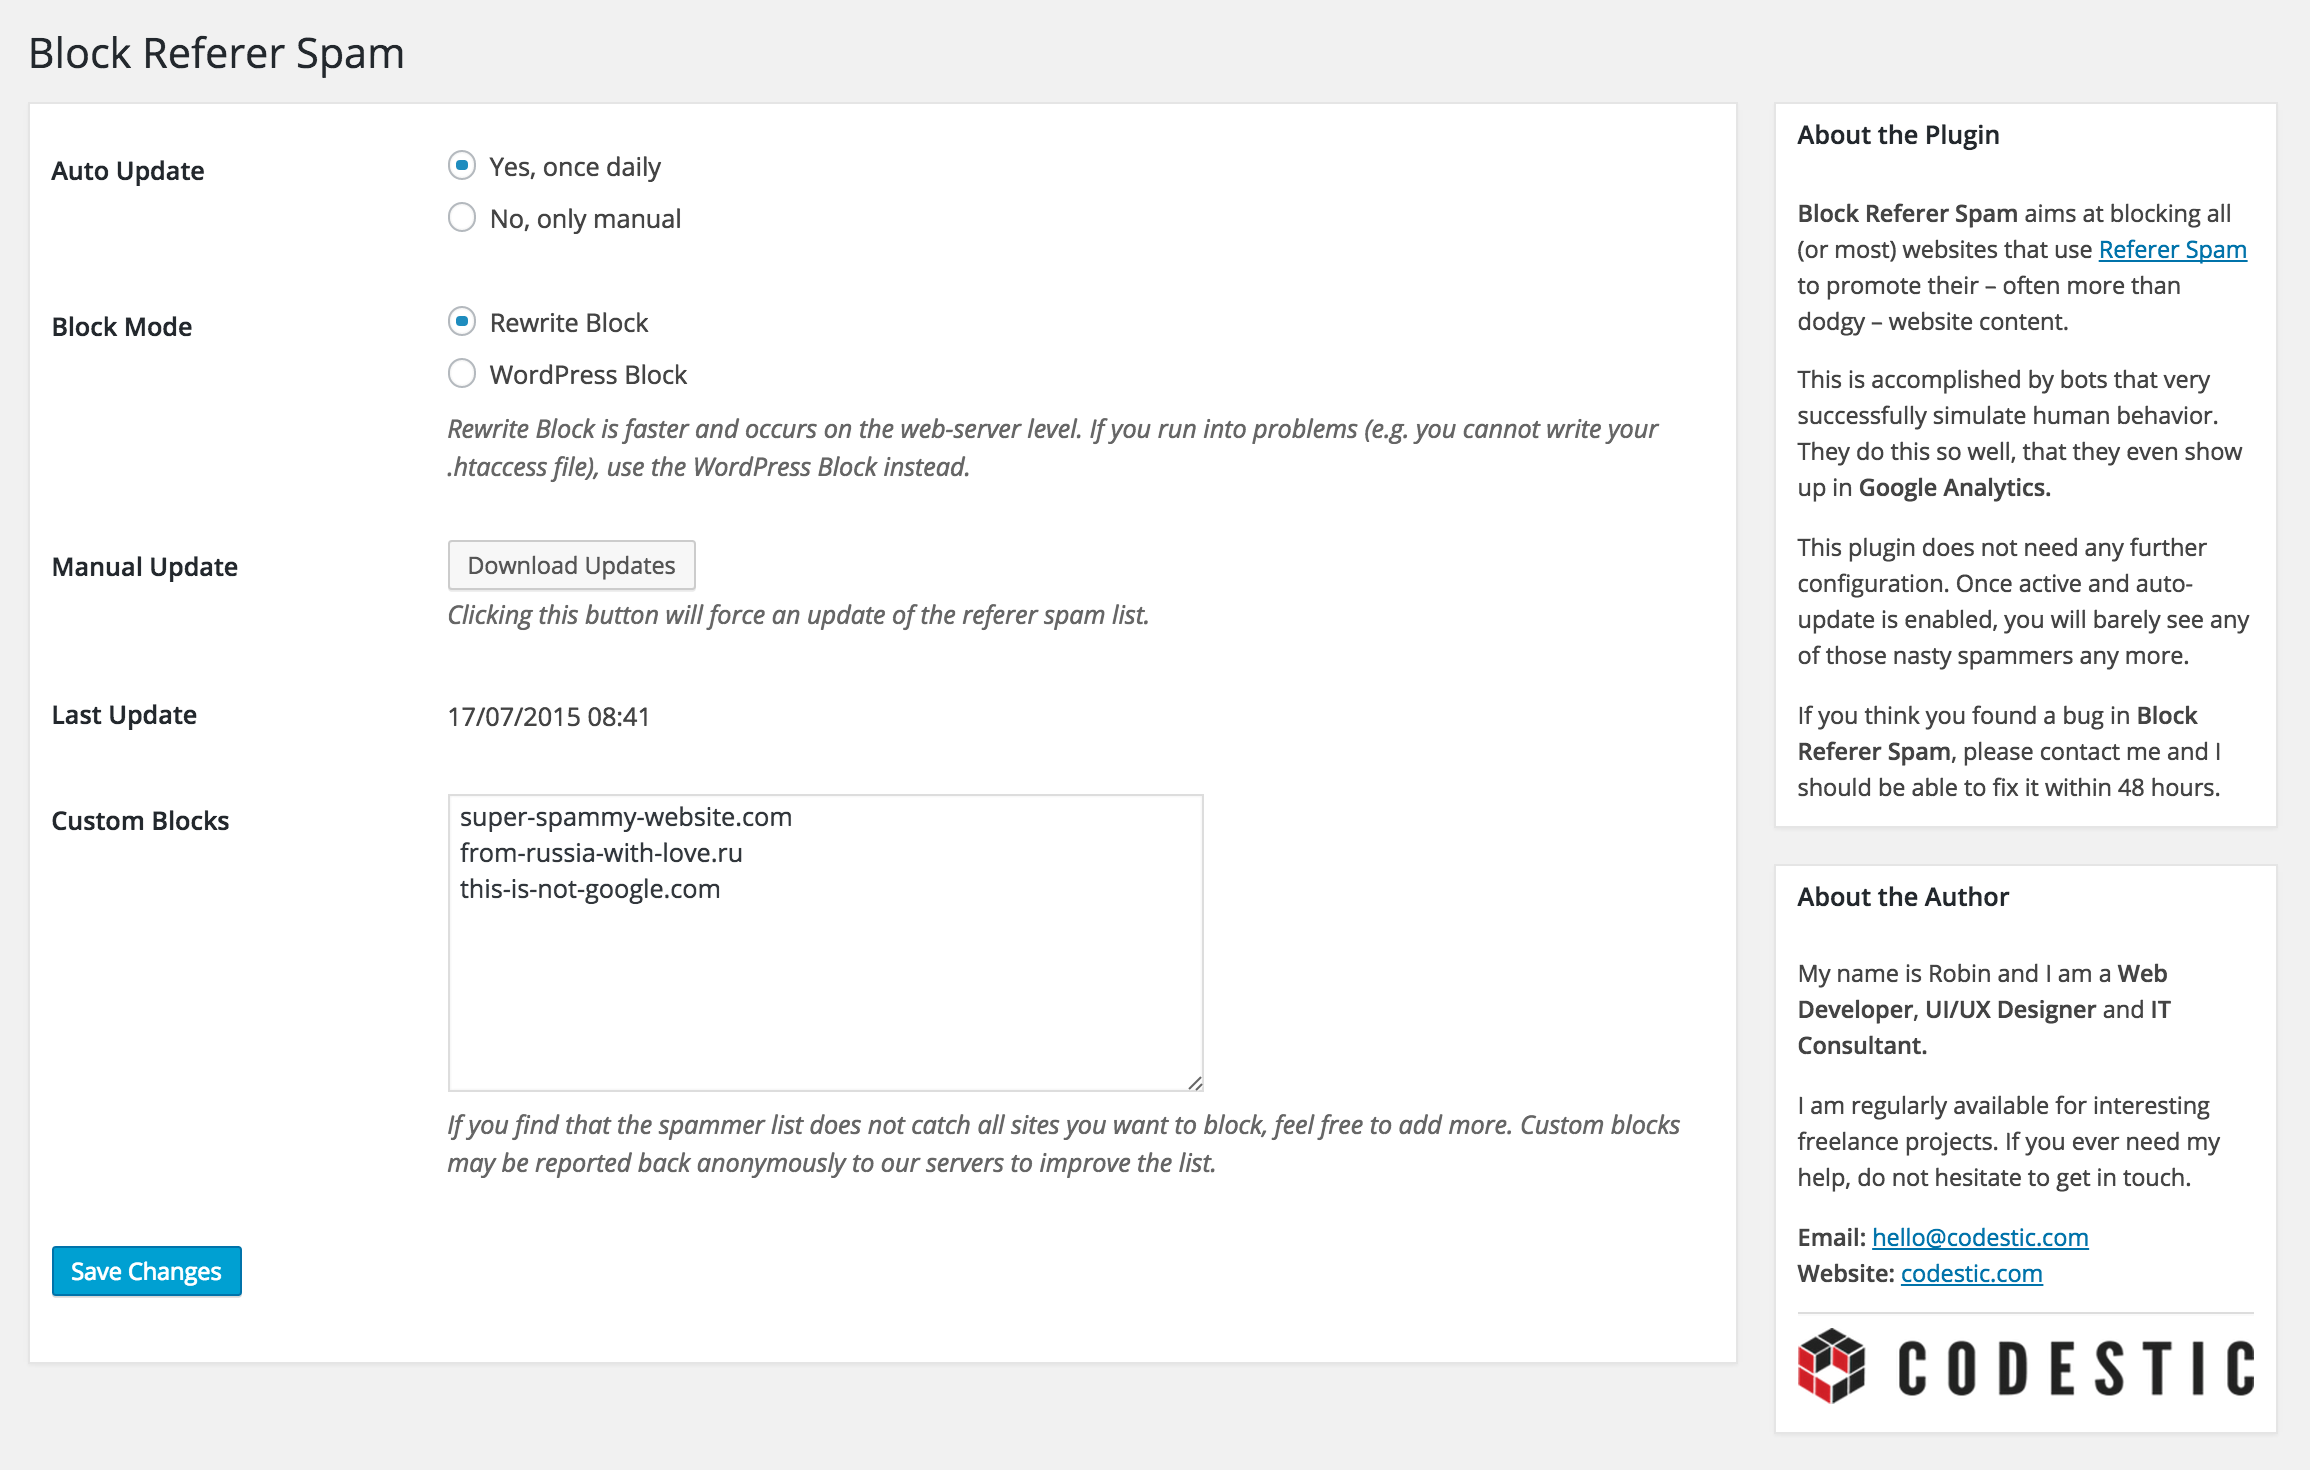 Block Referer Spam
Auto Update
Yes, once daily
No, only manual
Block Mode
Rewrite Block
WordPress Block
Rewrite Block is faster and occurs on the web-server level. If you run into problems (e.g. you cannot write your
.htaccess file), use the WordPress Block instead.
Manual Update
Download Updates
Clicking this button will force an update of the referer spam list.
Last Update
17/07/2015 08:41
Custom Blocks
super-spammy-website.com
from-russia-with-love.ru
this-is-not-google.com
If you find that the spammer list does not catch all sites you want to block, feel free to add more. Custom blocks
may be reported back anonymously to our servers to improve the list.
Save Changes
About the Plugin
Block Referer Spam aims at blocking all
(or most) websites that use Referer Spam
to promote their – often more than
dodgy – website content.
This is accomplished by bots that very
successfully simulate human behavior.
They do this so well, that they even show
up in Google Analytics.
This plugin does not need any further
configuration. Once active and auto-
update is enabled, you will barely see any
of those nasty spammers any more.
If you think you found a bug in Block
Referer Spam, please contact me and I
should be able to fix it within 48 hours.
About the Author
My name is Robin and I am a Web
Developer, UI/UX Designer and IT
Consultant.
I am regularly available for interesting
freelance projects. If you ever need my
help, do not hesitate to get in touch.
Email: hello@codestic.com
Website: codestic.com
CODESTIC